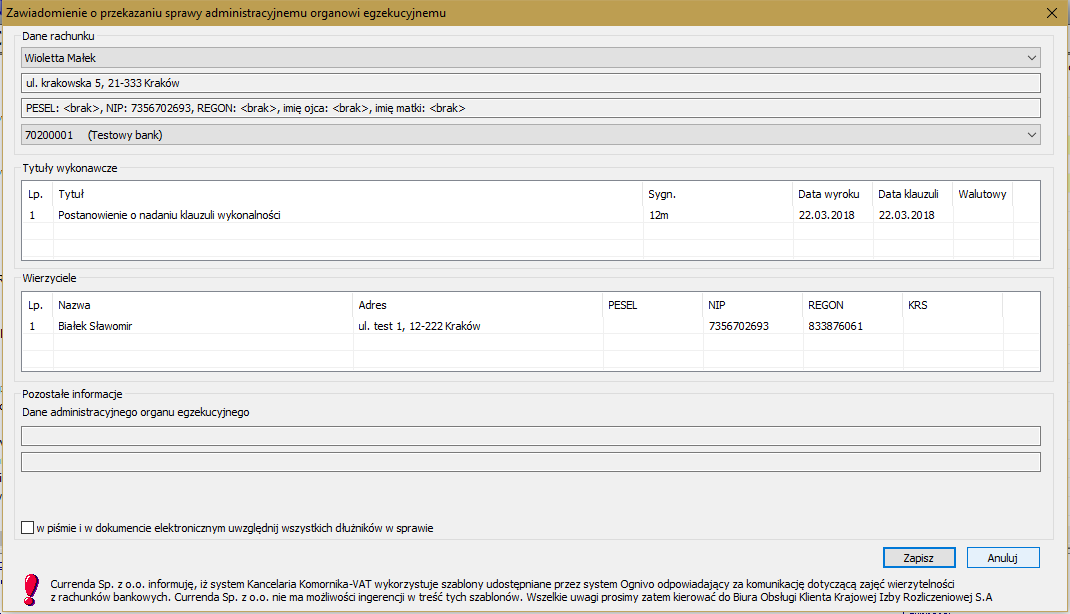 Zawiadomienie o przekazaniu sprawy administracyjnemu organowi egzekucyjnemu
Dane rachunku
Wioletta Małek
ul. krakowska 5, 21-333 Kraków
PESEL: <brak>, NIP: 7356702693, REGON: <brak>, imię ojca: <brak>, imię matki: <brak>
70200001 (Testowy bank)
Tytuły wykonawcze
Lp. Tytuł Sygn. Data wyroku Data klauzuli Walutowy
1 Postanowienie o nadaniu klauzuli wykonalności 12m 22.03.2018 22.03.2018
Wierzyciele
Lp. Nazwa Adres PESEL NIP REGON KRS
1 Białek Sławomir ul. test 1, 12-222 Kraków 7356702693 833876061
Pozostałe informacje
Dane administracyjnego organu egzekucyjnego
w piśmie i w dokumencie elektronicznym uwzględnij wszystkich dłużników w sprawie
Zapisz Anuluj
Currenda Sp. z o.o. informuję, iż system Kancelaria Komornika-VAT wykorzystuje szablony udostępniane przez system Ognivo odpowiadający za komunikację dotyczącą zajęć wierzytelności
z rachunków bankowych. Currenda Sp. z o.o. nie ma możliwości ingerencji w treść tych szablonów. Wszelkie uwagi prosimy zatem kierować do Biura Obsługi Klienta Krajowej Izby Rozliczeniowej S.A